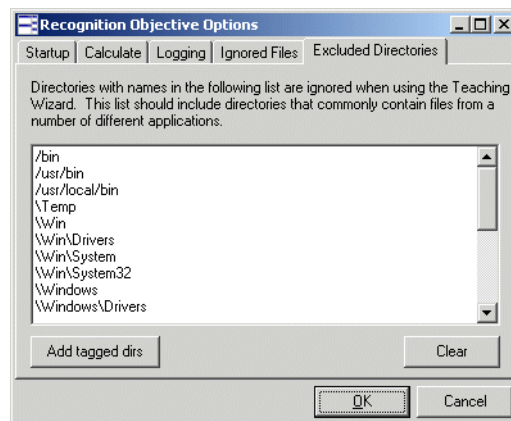 Recognition Objective Options
Startup
Calculate
Logging
Ignored Files
Excluded Directories
Directories with names in the following list are ignored when using the Teaching
Wizard. This list should include directories that commonly contain files from a
number of different applications.
/bin
/usr/bin
/usr/local/bin
\Temp
\Win
\Win\Drivers
\Win\System
\Win\System32
\Windows
\Windows\Drivers
Add tagged dirs
Clear
OK
Cancel